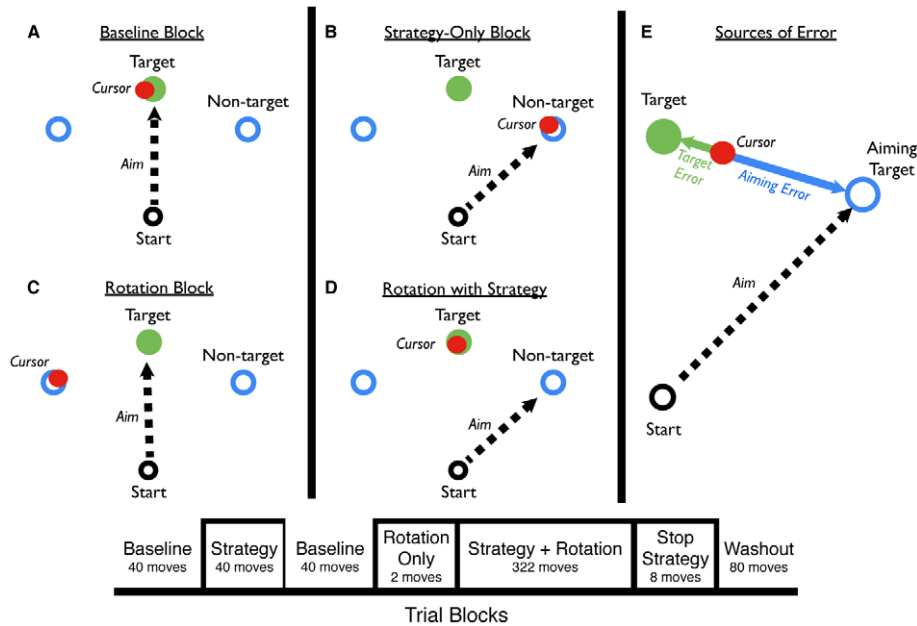 A
Baseline Block
Target
Cursor
Non-target
Aim
Start
B
Strategy-Only Block
Target
Non-target
Cursor
Aim
Start
C
Rotation Block
Target
Cursor
Non-target
Aim
Start
D
Rotation with Strategy
Target
Cursor
Non-target
Aim
Start
E
Sources of Error
Target
Cursor
Aiming
Target
Target
Error
Aiming Error
Aim
Start
Baseline
40 moves
Strategy
40 moves
Baseline
40 moves
Rotation
Only
2 moves
Strategy + Rotation
322 moves
Stop
Strategy
8 moves
Washout
80 moves
Trial Blocks